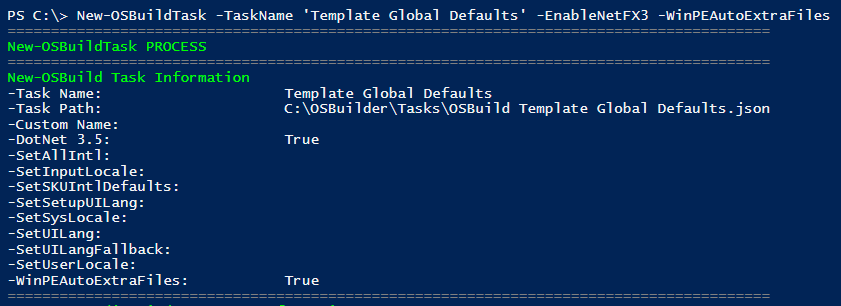 PS C:\> New-OSBuildTask -TaskName 'Template Global Defaults' -EnableNetFX3 -WinPEAutoExtraFiles
========================================================================================
New-OSBuildTask PROCESS
========================================================================================
New-OSBuild Task Information
-Task Name: Template Global Defaults
-Task Path: C:\OSBuilder\Tasks\OSBuild Template Global Defaults.json
-Custom Name:
-DotNet 3.5: True
-SetAllIntl:
-SetInputLocale:
-SetSKUIntlDefaults:
-SetSetupUILang:
-SetSysLocale:
-SetUILang:
-SetUILangFallback:
-SetUserLocale:
-WinPEAutoExtraFiles: True
========================================================================================